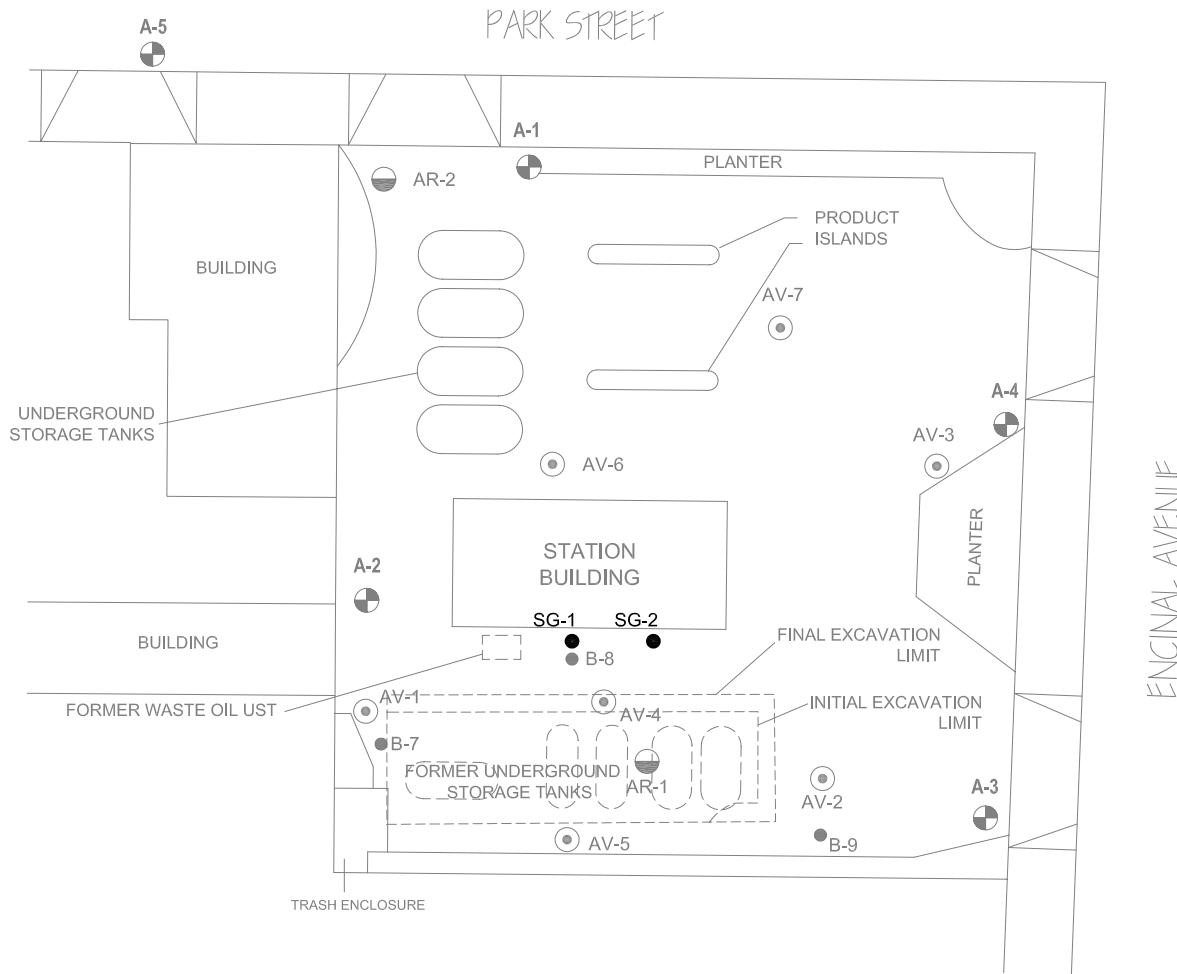 PARK STREET
A-5
A-1
PLANTER
AR-2
PRODUCT
ISLANDS
BUILDING
AV-7
UNDERGROUND
STORAGE TANKS
A-4
AV-3
AV-6
ENCINAL AVENUE
STATION
BUILDING
PLANTER
A-2
SG-1
SG-2
BUILDING
B-8
FINAL EXCAVATION
LIMIT
FORMER WASTE OIL UST
AV-1
AV-4
INITIAL EXCAVATION
LIMIT
B-7
FORMER UNDERGROUND
STORAGE TANKS
AR-1
AV-2
A-3
AV-5
B-9
TRASH ENCLOSURE